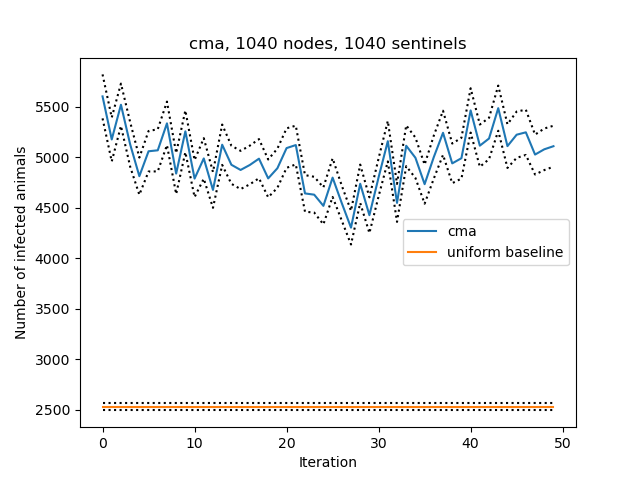 cma, 1040 nodes, 1040 sentinels
Number of infected animals
5500
5000
4500
4000
3500
3000
2500
cma
uniform baseline
0 10 20 30 40 50
Iteration